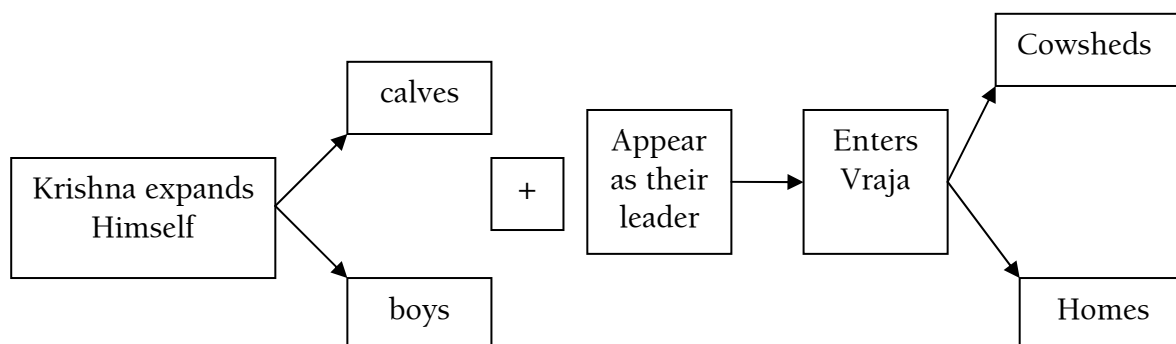 Krishna expands
Himself
calves
boys
+
Appear
as their
leader
Enters
Vraja
Cowsheds
Homes